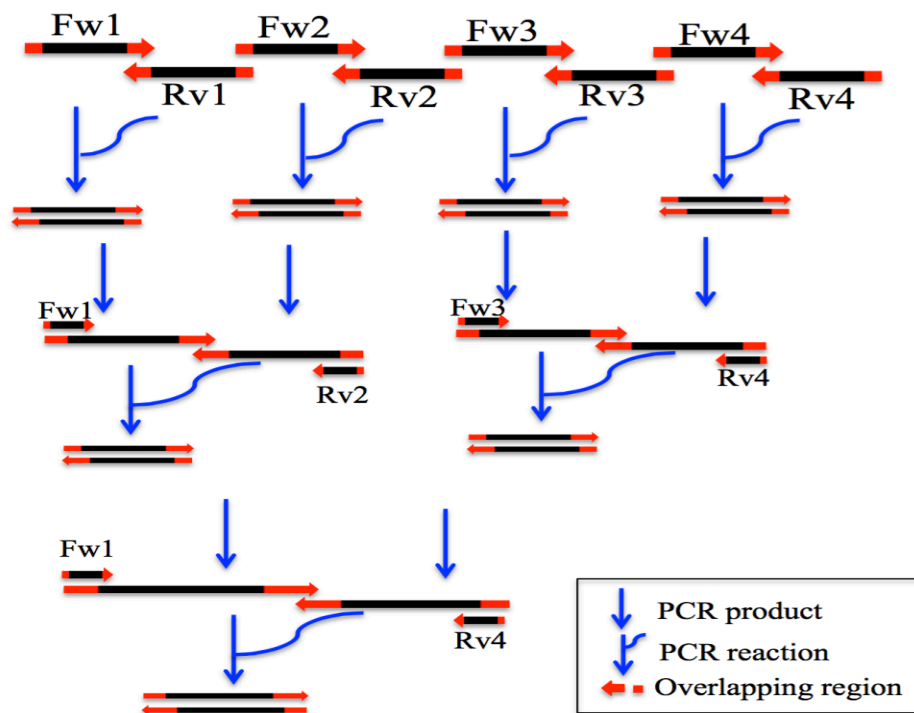 Fw1 Fw2 Fw3 Fw4
Rv1 Rv2 Rv3 Rv4
Fw1 Fw3
Rv2 Rv4
Fw1
Rv4
PCR product
PCR reaction
Overlapping region